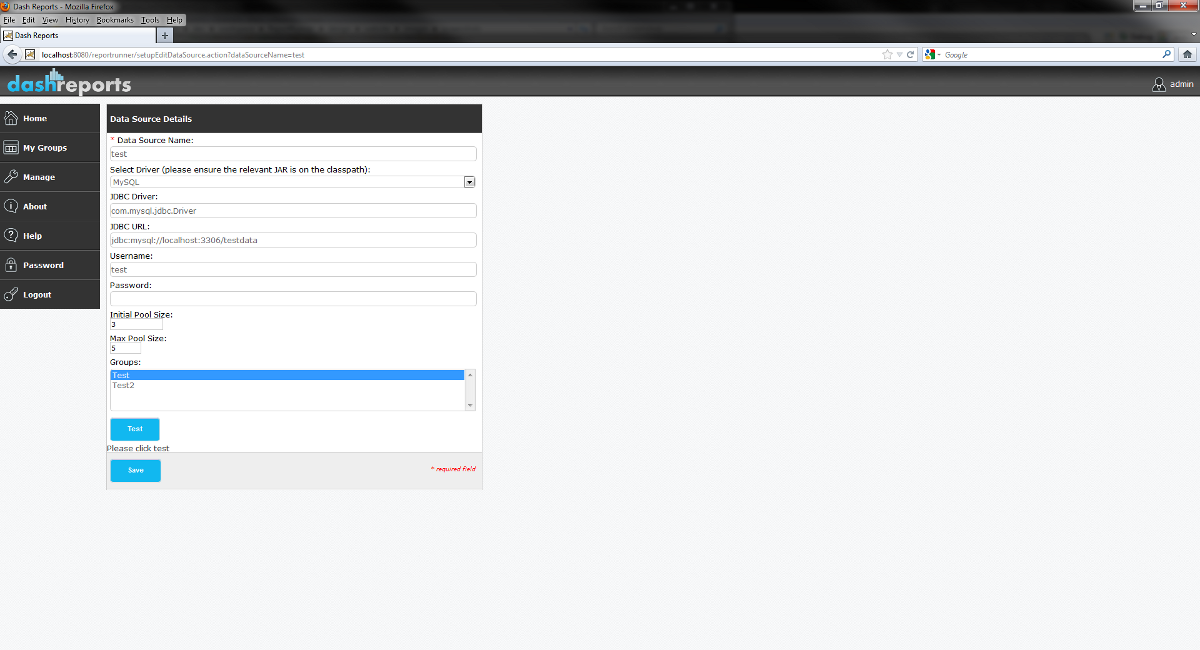 Dash Reports - Mozilla Firefox
File Edit View History Bookmarks Tools Help
Dash Reports
localhost:8080/reportrunner/setupEditDataSource.action?dataSourceName=test
Google
dashreports
admin
Home
My Groups
Manage
About
Help
Password
Logout
Data Source Details
* Data Source Name:
test
Select Driver (please ensure the relevant JAR is on the classpath):
MySQL
JDBC Driver:
com.mysql.jdbc.Driver
JDBC URL:
jdbc:mysql://localhost:3306/testdata
Username:
test
Password:
Initial Pool Size:
3
Max Pool Size:
5
Groups:
Test
Test2
Test
Please click test
Save
* required field